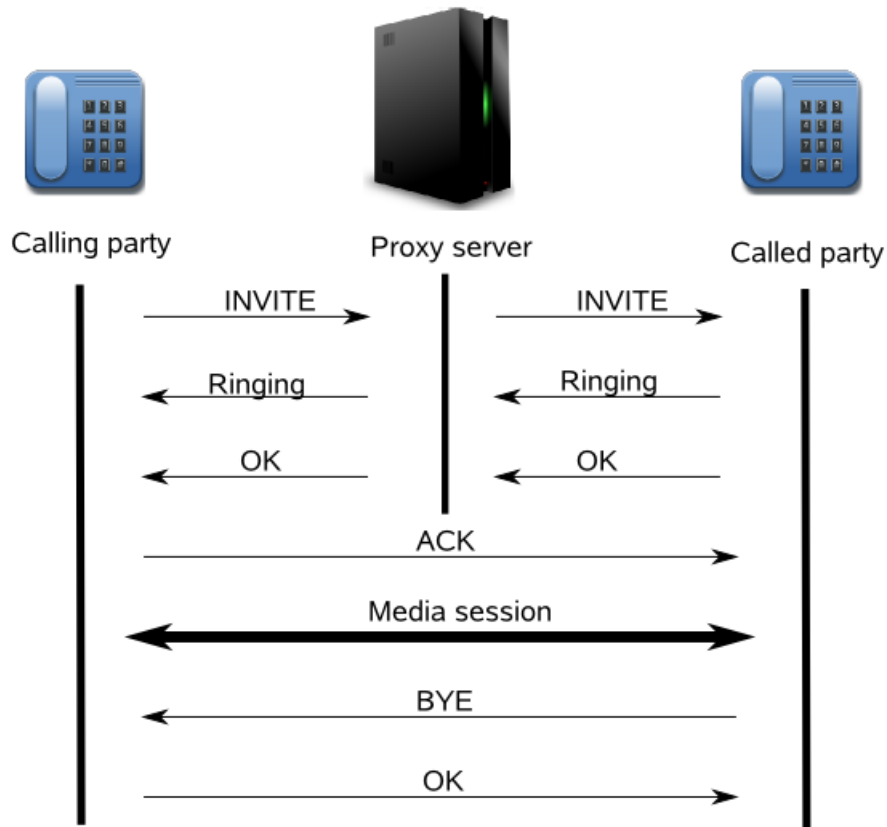 Calling party
Proxy server
Called party
INVITE
INVITE
Ringing
Ringing
OK
OK
ACK
Media session
BYE
OK